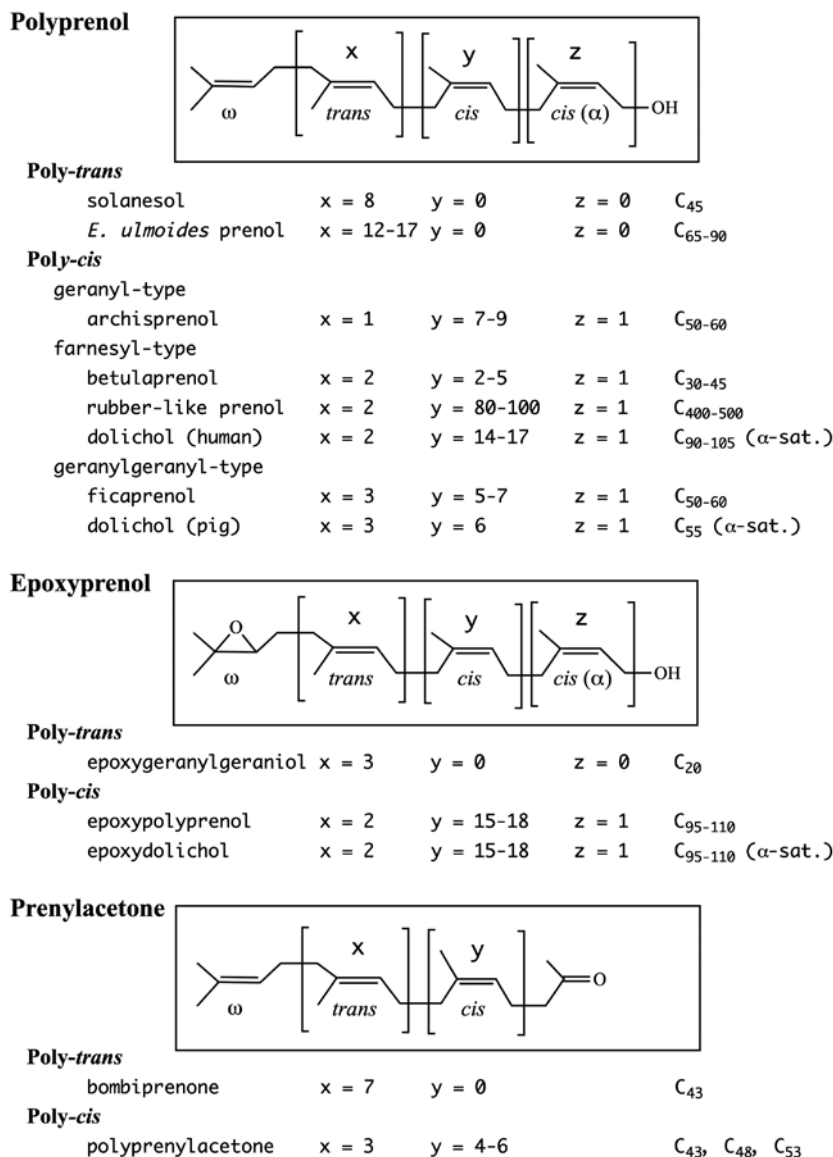 Polyprenol
x y z
ω trans cis cis (α) OH
Poly-trans
solanesol x = 8 y = 0 z = 0 C₄₅
E. ulmoides prenol x = 12-17 y = 0 z = 0 C₆₅₋₉₀
Poly-cis
geranyl-type
archisprenol x = 1 y = 7-9 z = 1 C₅₀₋₆₀
farnesyl-type
betulaprenol x = 2 y = 2-5 z = 1 C₃₀₋₄₅
rubber-like prenol x = 2 y = 80-100 z = 1 C₄₀₀₋₅₀₀
dolichol (human) x = 2 y = 14-17 z = 1 C₉₀₋₁₀₅ (α-sat.)
geranylgeranyl-type
ficaprenol x = 3 y = 5-7 z = 1 C₅₀₋₆₀
dolichol (pig) x = 3 y = 6 z = 1 C₅₅ (α-sat.)
Epoxyprenol
x y z
O
ω trans cis cis (α) OH
Poly-trans
epoxygeranylgeraniol x = 3 y = 0 z = 0 C₂₀
Poly-cis
epoxypolyprenol x = 2 y = 15-18 z = 1 C₉₅₋₁₁₀
epoxydolichol x = 2 y = 15-18 z = 1 C₉₅₋₁₁₀ (α-sat.)
Prenylacetone
x y
ω trans cis O
Poly-trans
bombiprenone x = 7 y = 0 C₄₃
Poly-cis
polyprenylacetone x = 3 y = 4-6 C₄₃, C₄₈, C₅₃